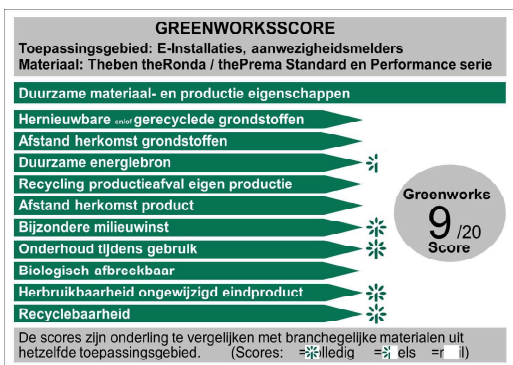 GREENWORKSSCORE
Toepassingsgebied: E-Installaties, aanwezigheidsmelders
Materiaal: Theben theRonda / thePrema Standard en Performance serie
Duurzame materiaal- en productie eigenschappen
Hernieuwbare en/of gerecyclede grondstoffen
Afstand herkomst grondstoffen
Duurzame energiebron
Recycling productieafval eigen productie
Afstand herkomst product
Bijzondere milieuwinst
Onderhoud tijdens gebruik
Biologisch afbreekbaar
Herbruikbaarheid ongewijzigd eindproduct
Recyclebaarheid
Greenworks
9 /20
Score
De scores zijn onderling te vergelijken met branchegelijke materialen uit
hetzelfde toepassingsgebied. (Scores: